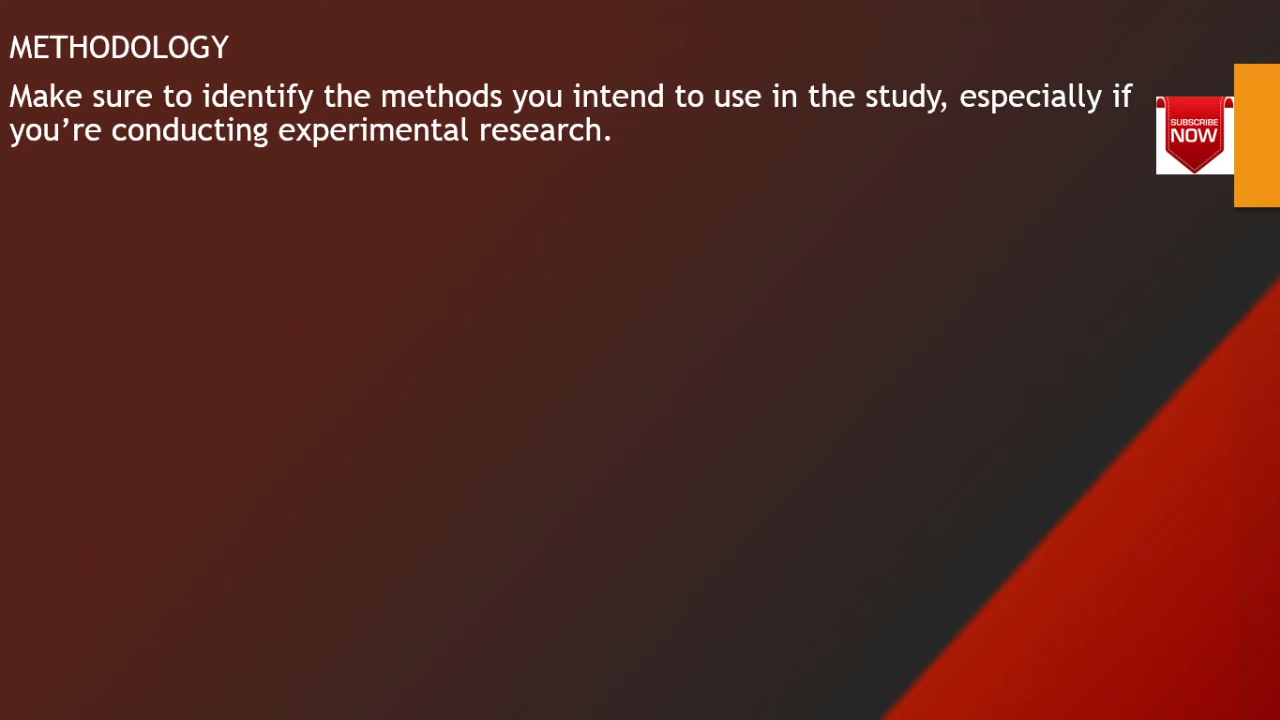 METHODOLOGY
Make sure to identify the methods you intend to use in the study, especially if
you’re conducting experimental research.
SUBSCRIBE
NOW